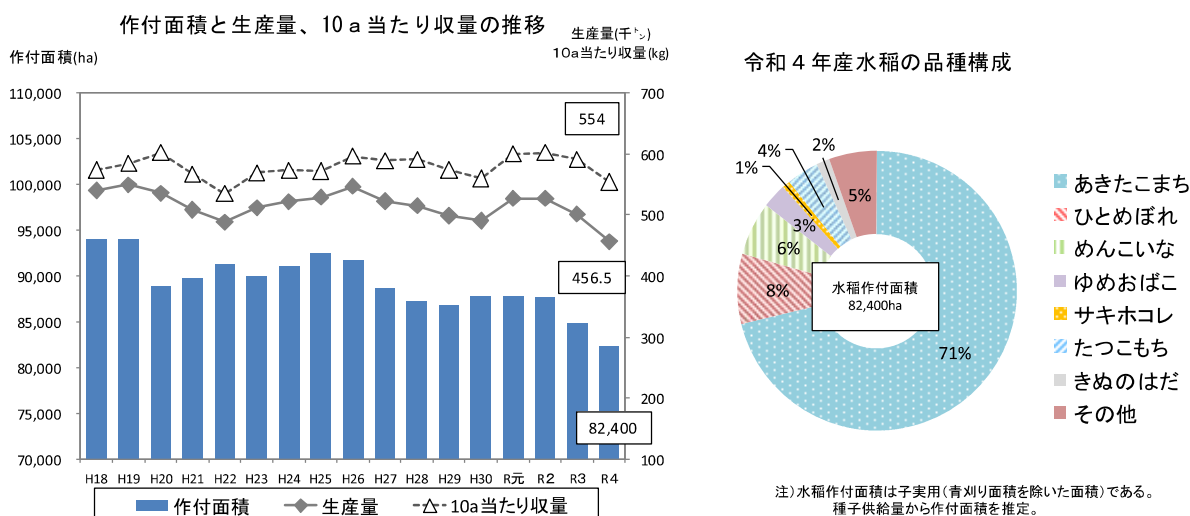 作付面積と生産量、10a当たり収量の推移
作付面積(ha)
生産量(千㌧)
10a当たり収量(kg)
110,000
105,000
100,000
95,000
90,000
85,000
80,000
75,000
70,000
700
600
500
400
300
200
100
554
456.5
82,400
H18 H19 H20 H21 H22 H23 H24 H25 H26 H27 H28 H29 H30 R元 R2 R3 R4
作付面積 生産量 10a当たり収量
令和４年産水稲の品種構成
1%
4%
2%
5%
3%
6%
8%
71%
水稲作付面積
82,400ha
あきたこまち
ひとめぼれ
めんこいな
ゆめおばこ
サキホコレ
たつこもち
きぬのはだ
その他
注）水稲作付面積は子実用（青刈り面積を除いた面積）である。
種子供給量から作付面積を推定。